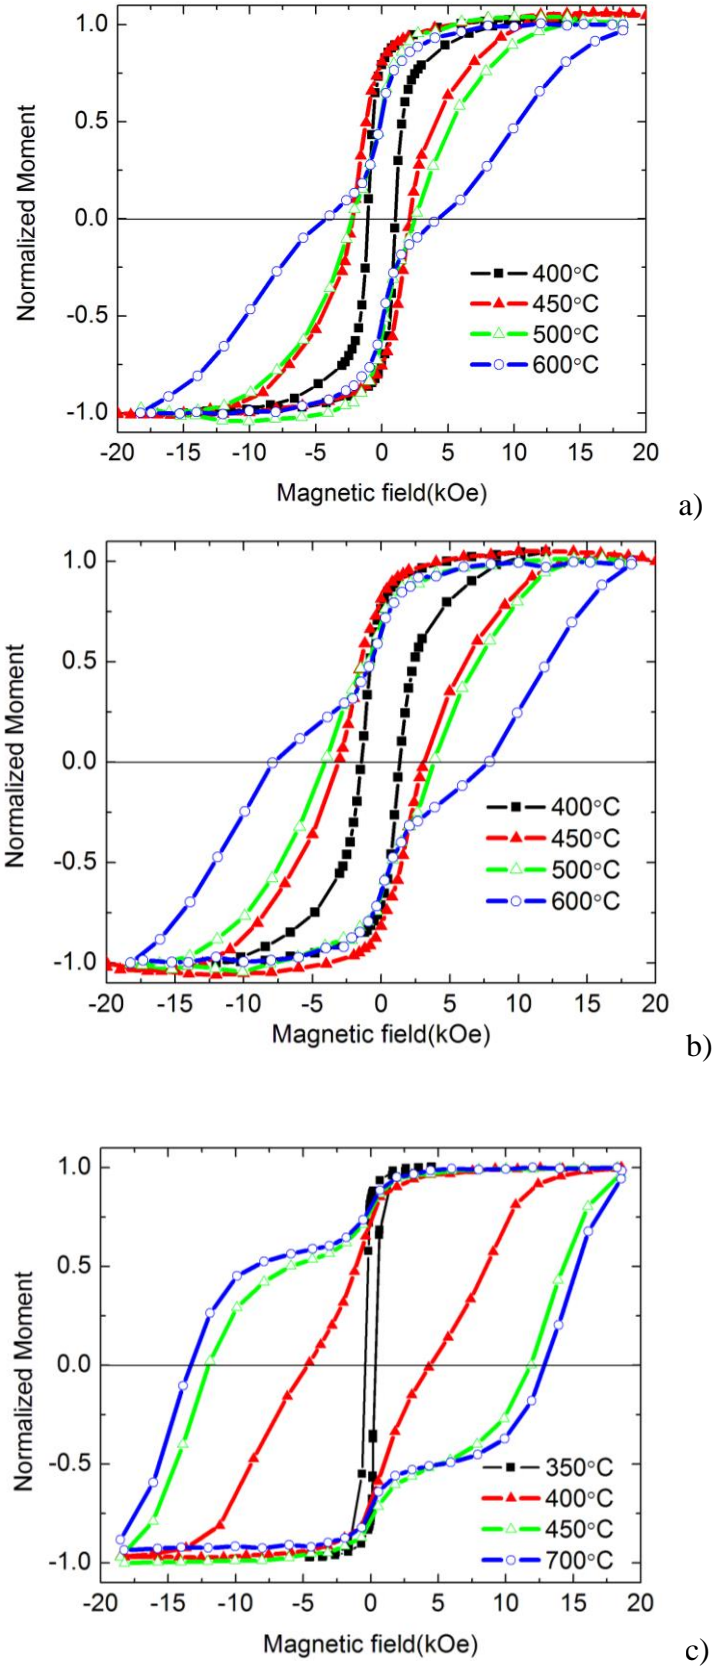 1.0
0.5
0.0
-0.5
-1.0
Normalized Moment
400°C
450°C
500°C
600°C
-20 -15 -10 -5 0 5 10 15 20
Magnetic field(kOe)
a)
1.0
0.5
0.0
-0.5
-1.0
Normalized Moment
400°C
450°C
500°C
600°C
-20 -15 -10 -5 0 5 10 15 20
Magnetic field(kOe)
b)
1.0
0.5
0.0
-0.5
-1.0
Normalized Moment
350°C
400°C
450°C
700°C
-20 -15 -10 -5 0 5 10 15 20
Magnetic field(kOe)
c)